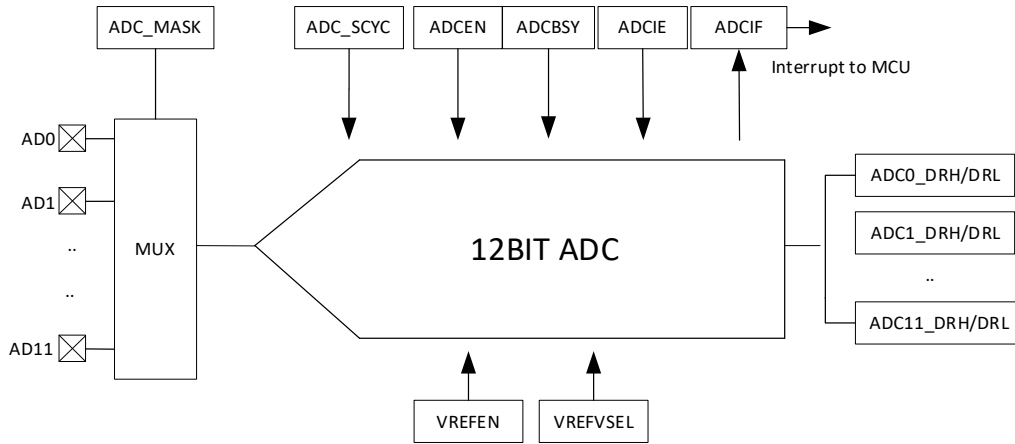 ADC_MASK
ADC_SCYC
ADCEN
ADCBSY
ADCIE
ADCIF
Interrupt to MCU
AD0
AD1
..
..
AD11
MUX
12BIT ADC
ADC0_DRH/DRL
ADC1_DRH/DRL
..
ADC11_DRH/DRL
VREFEN
VREFVSEL